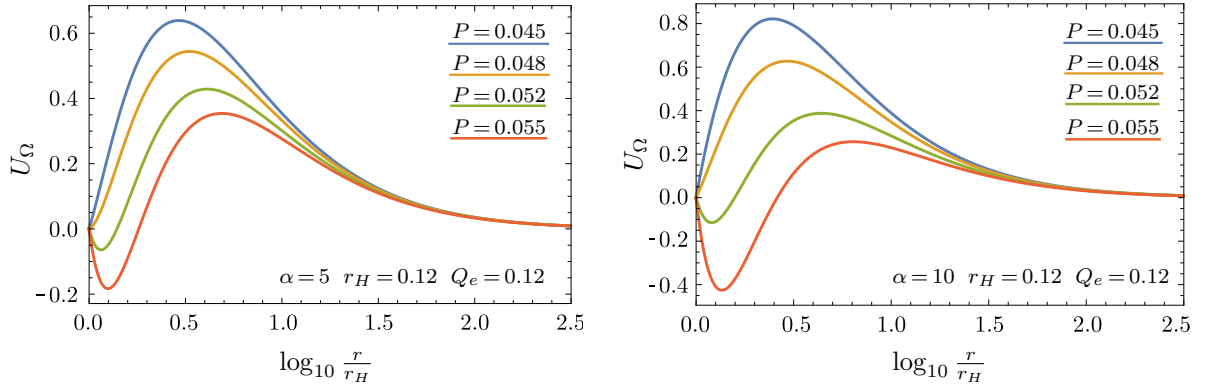 0.6
0.4
0.2
0.0
-0.2
U_Ω
P = 0.045
P = 0.048
P = 0.052
P = 0.055
α = 5 r_H = 0.12 Q_e = 0.12
0.0 0.5 1.0 1.5 2.0 2.5
log₁₀ r/r_H
0.8
0.6
0.4
0.2
0.0
-0.2
-0.4
U_Ω
P = 0.045
P = 0.048
P = 0.052
P = 0.055
α = 10 r_H = 0.12 Q_e = 0.12
0.0 0.5 1.0 1.5 2.0 2.5
log₁₀ r/r_H